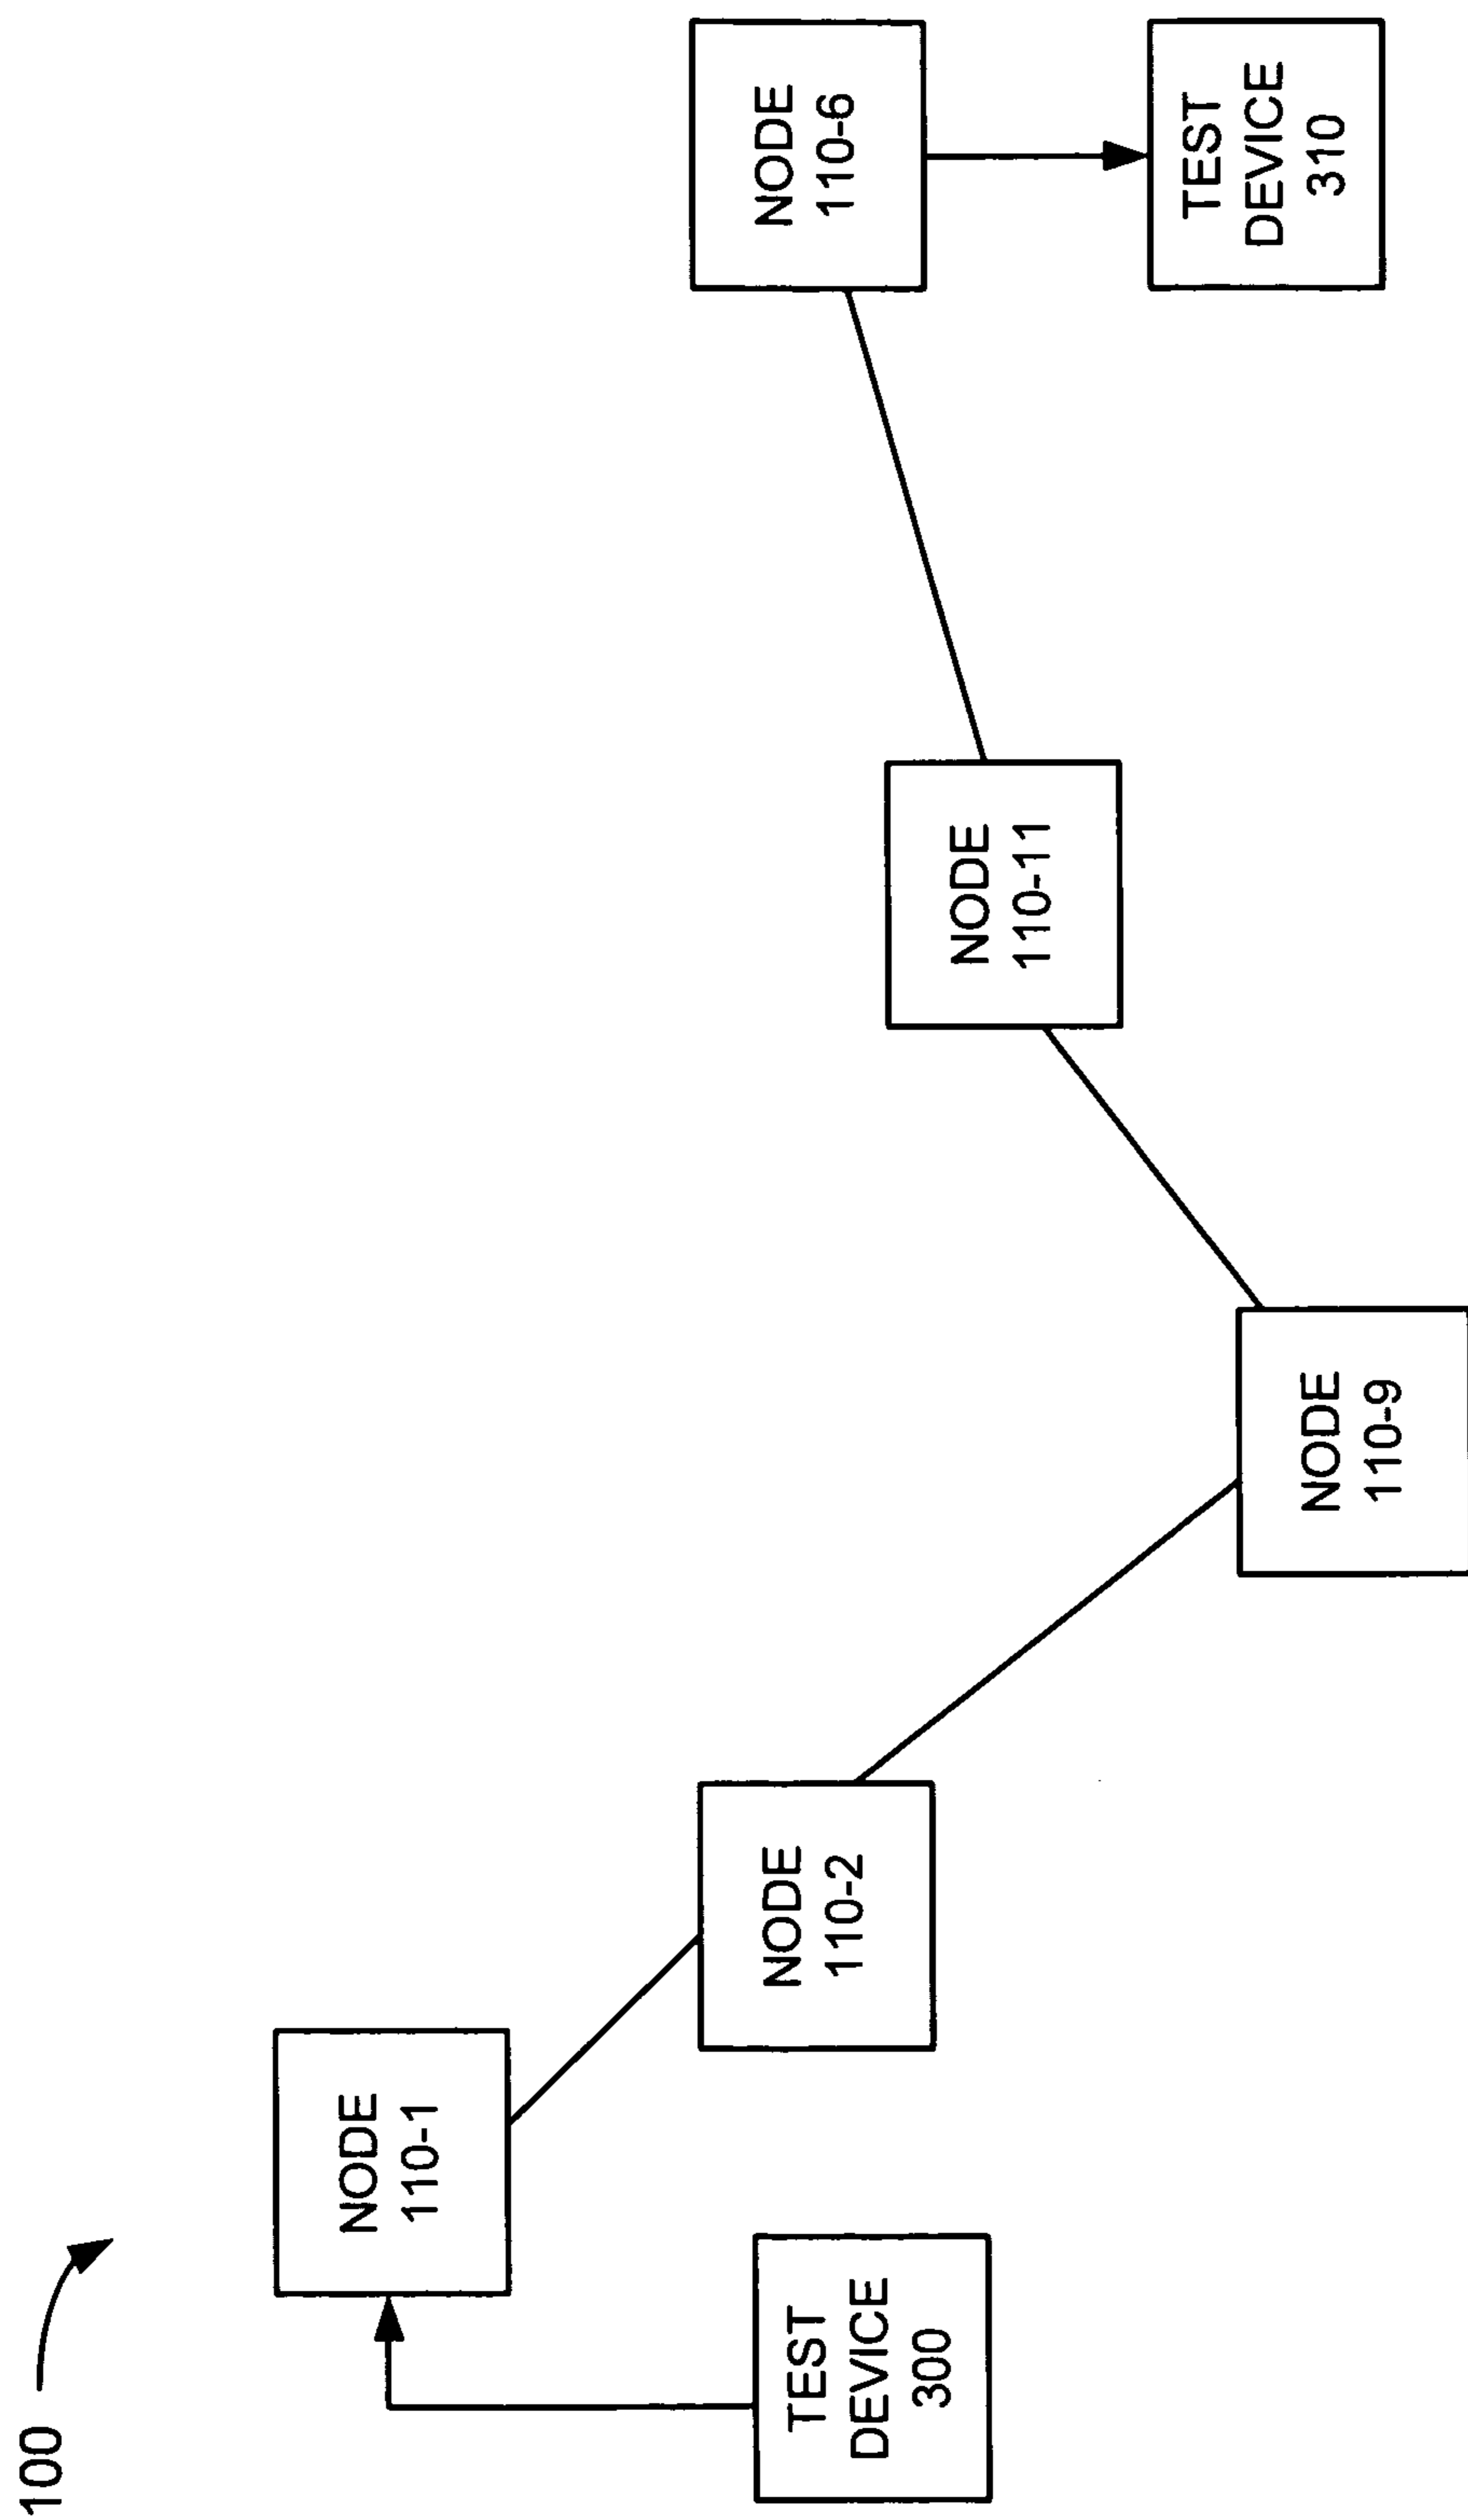 100
NODE
110-1
TEST
DEVICE
300
NODE
110-2
NODE
110-9
NODE
110-11
NODE
110-6
TEST
DEVICE
310